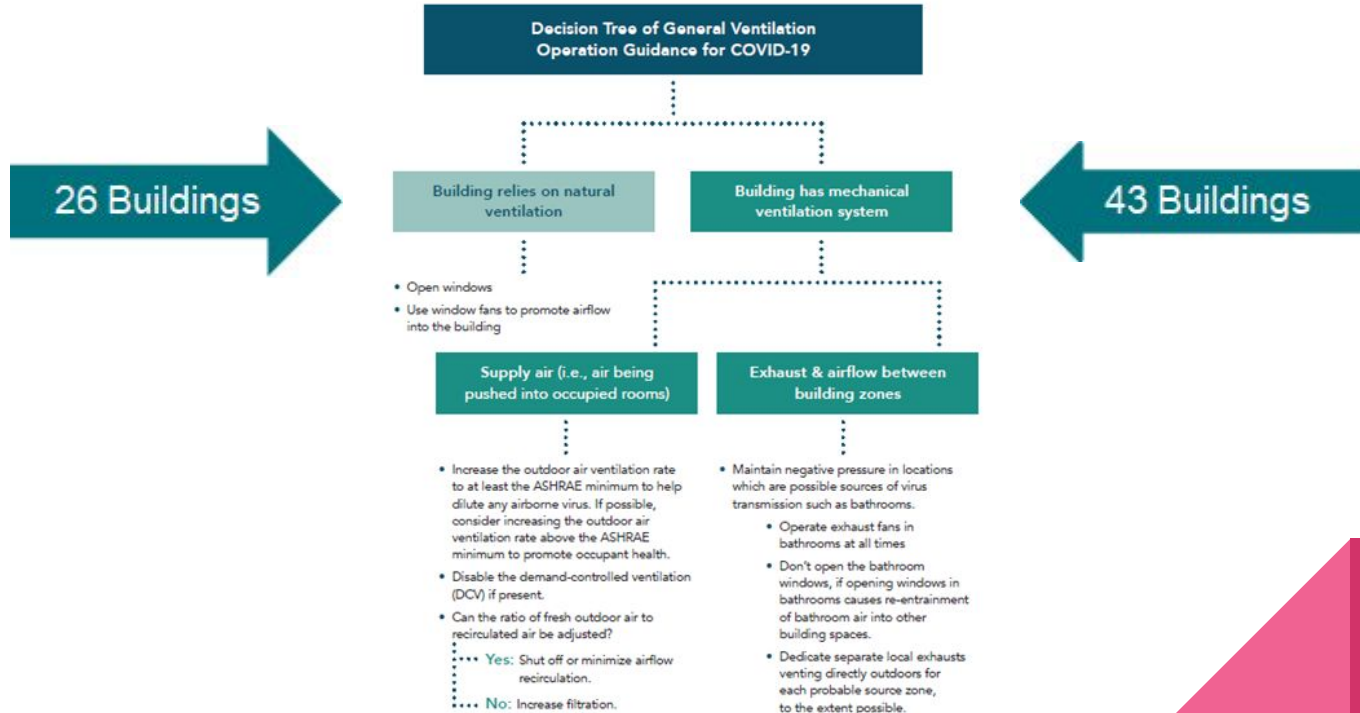 Decision Tree of General Ventilation
Operation Guidance for COVID-19
26 Buildings
Building relies on natural
ventilation
Building has mechanical
ventilation system
43 Buildings
• Open windows
• Use window fans to promote airflow
into the building
Supply air (i.e., air being
pushed into occupied rooms)
Exhaust & airflow between
building zones
• Increase the outdoor air ventilation rate
to at least the ASHRAE minimum to help
dilute any airborne virus. If possible,
consider increasing the outdoor air
ventilation rate above the ASHRAE
minimum to promote occupant health.
• Disable the demand-controlled ventilation
(DCV) if present.
• Can the ratio of fresh outdoor air to
recirculated air be adjusted?
Yes: Shut off or minimize airflow
recirculation.
No: Increase filtration.
• Maintain negative pressure in locations
which are possible sources of virus
transmission such as bathrooms.
• Operate exhaust fans in
bathrooms at all times
• Don't open the bathroom
windows, if opening windows in
bathrooms causes re-entrainment
of bathroom air into other
building spaces.
• Dedicate separate local exhausts
venting directly outdoors for
each probable source zone,
to the extent possible.